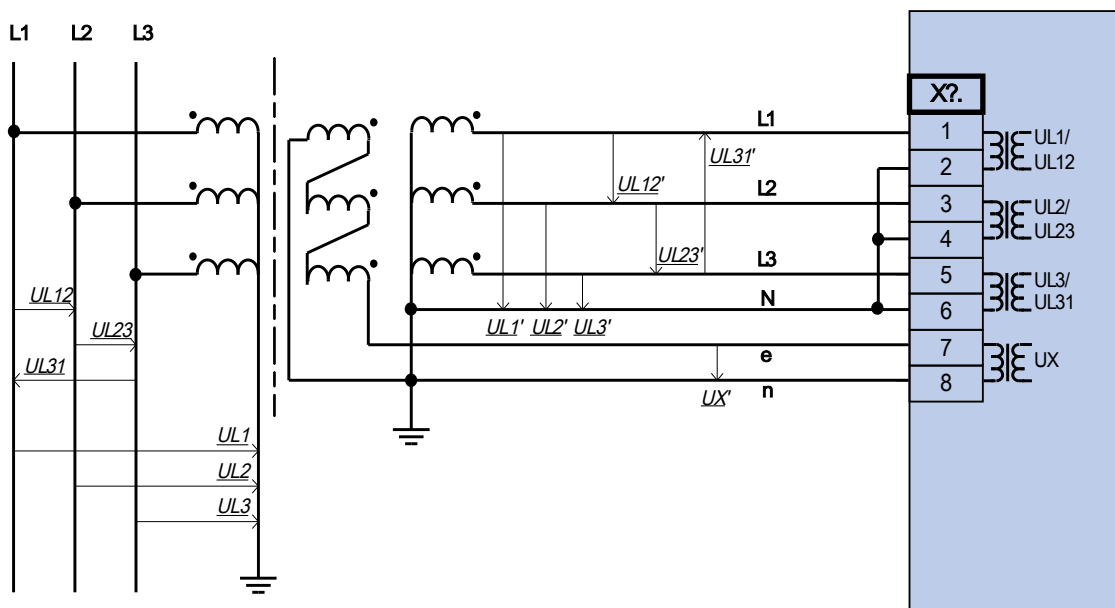 L1 L2 L3
X?.
L1
1
UL1/
UL12
UL31'
2
UL12'
L2
3
UL2/
UL23
4
UL23'
L3
5
UL3/
UL31
N
6
UL12
UL1' UL2' UL3'
UL23
7
e
UX
UL31
8
n
UX'
UL1
UL2
UL3